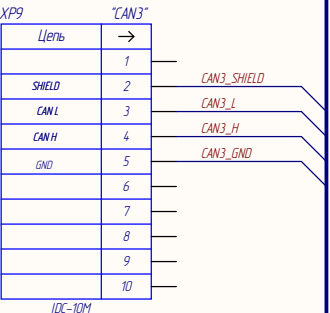 XP9 "CAN3"
Цепь →
1
SHIELD 2 CAN3_SHIELD
CAN L 3 CAN3_L
CAN H 4 CAN3_H
GND 5 CAN3_GND
6
7
8
9
10
IDC-10M